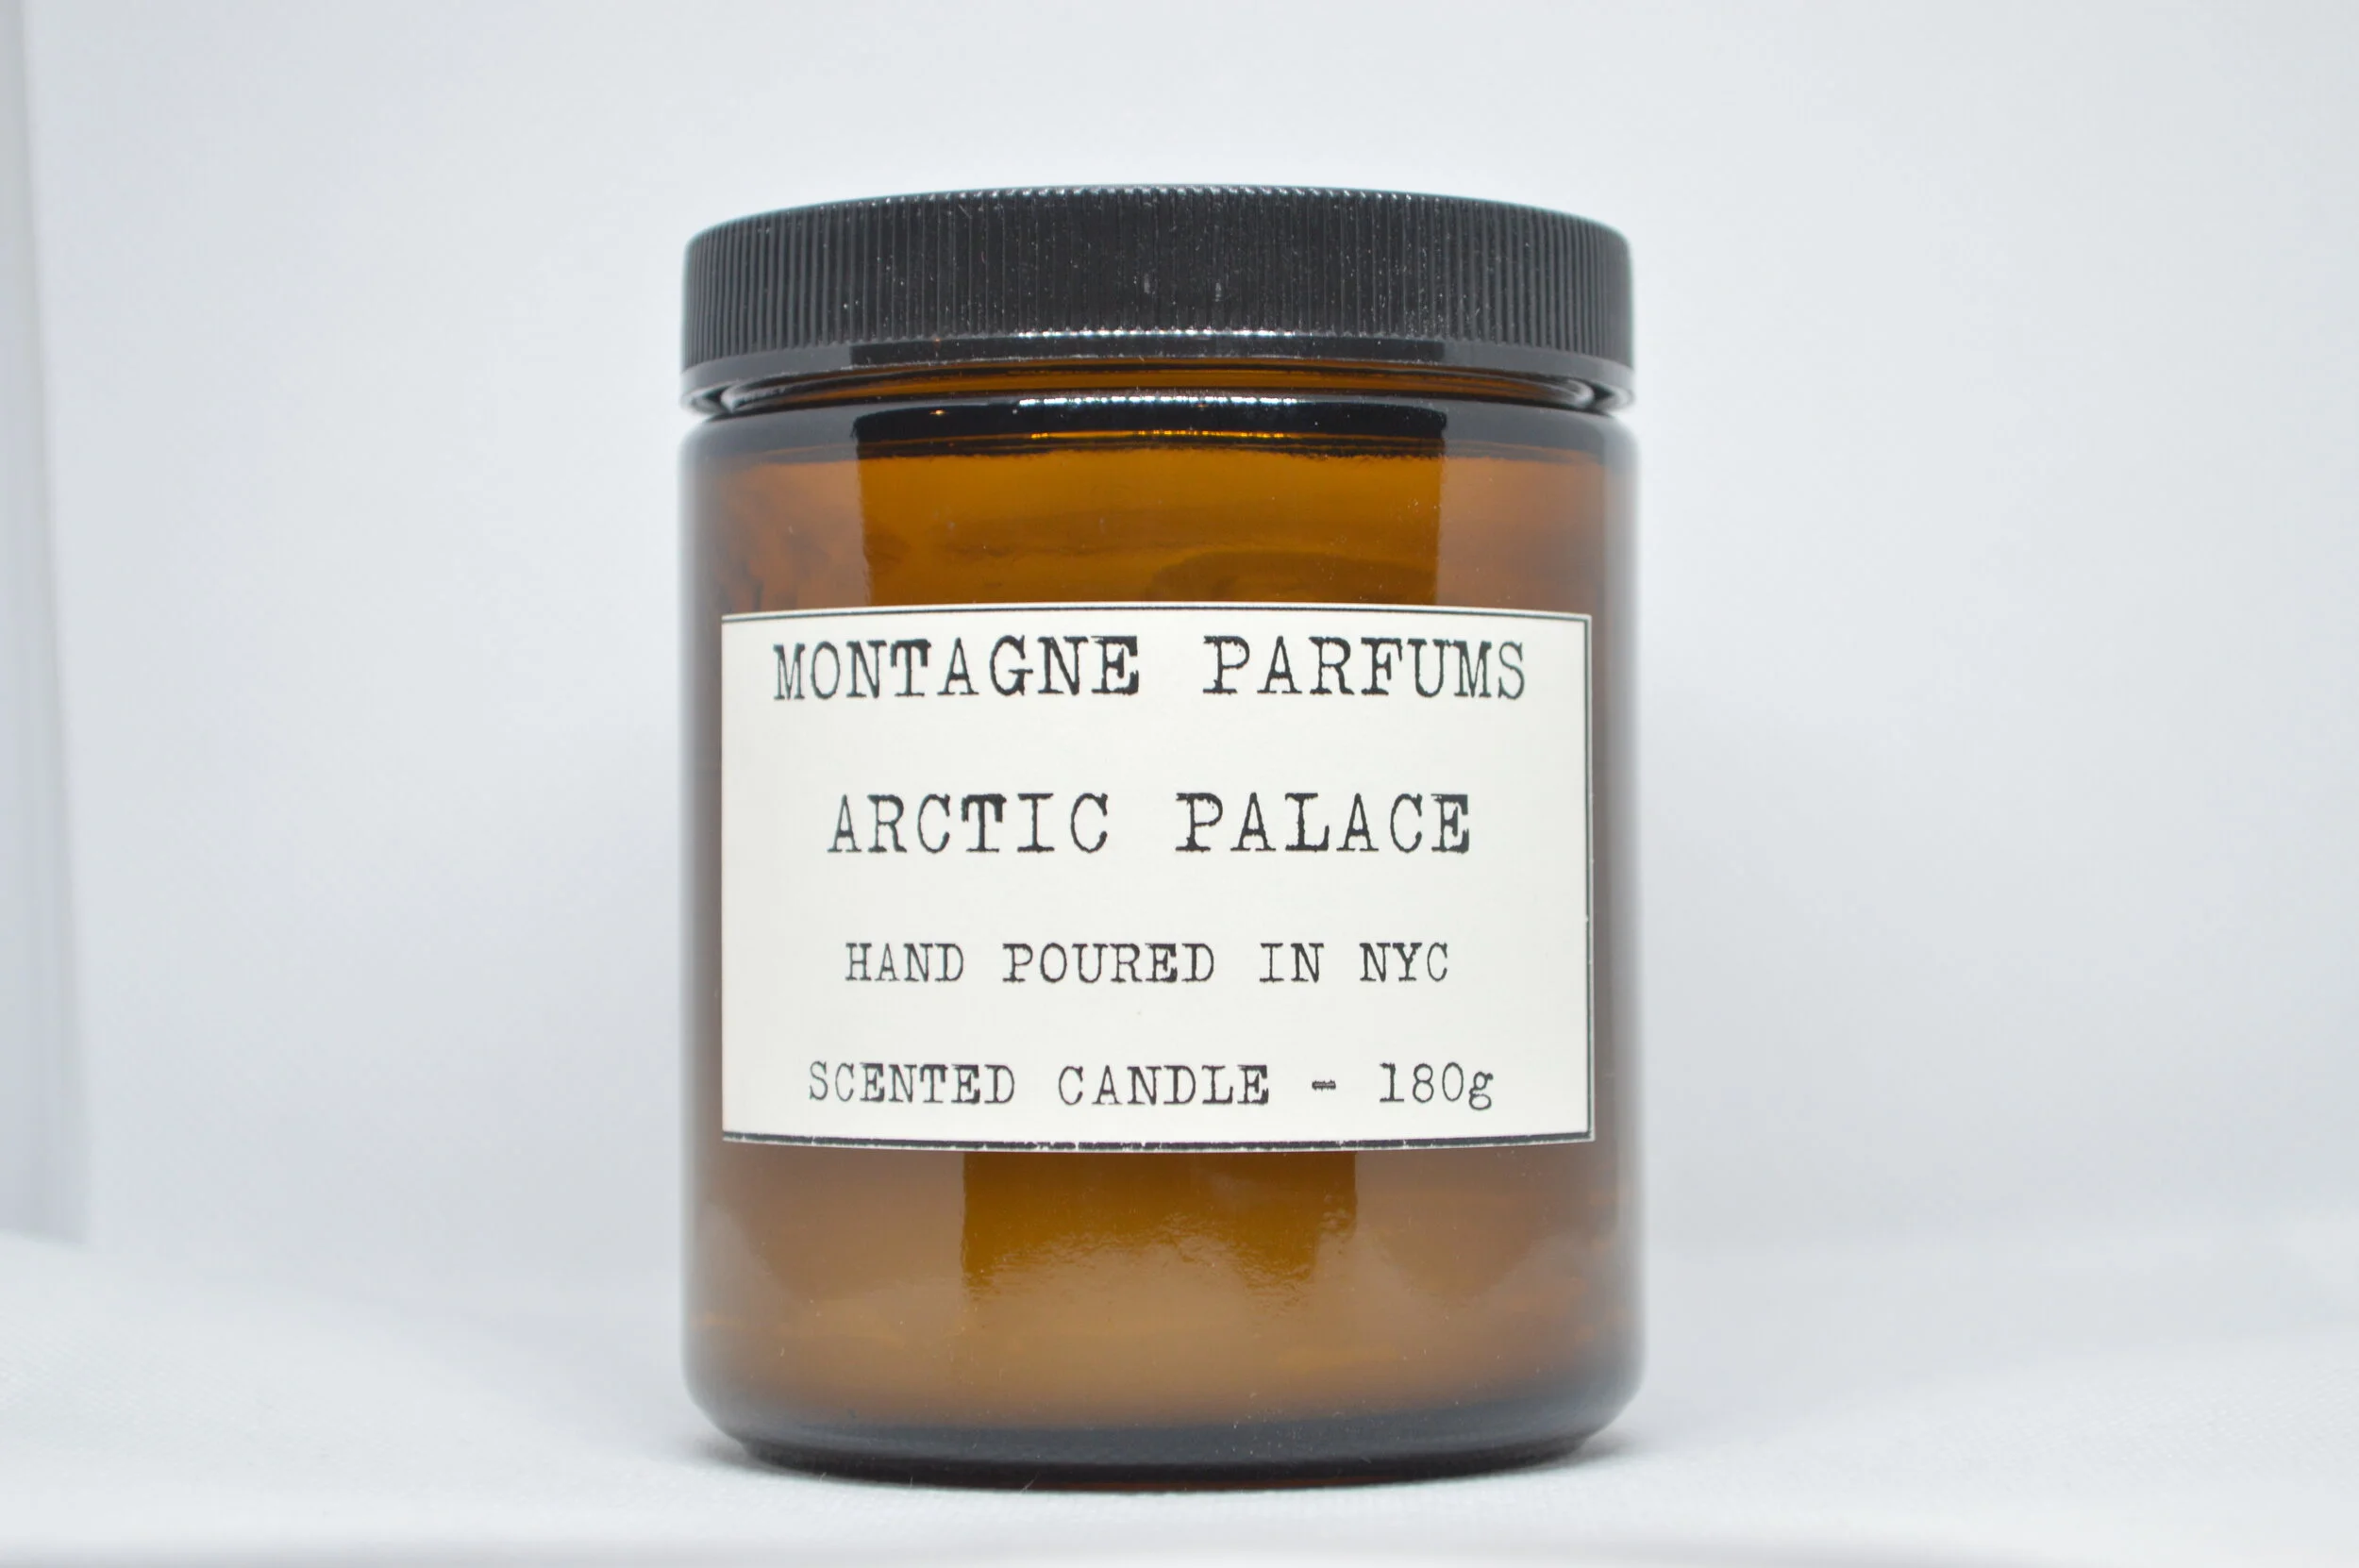 MONTAGNE PARFUMS
ARCTIC PALACE
HAND POURED IN NYC
SCENTED CANDLE - 180g